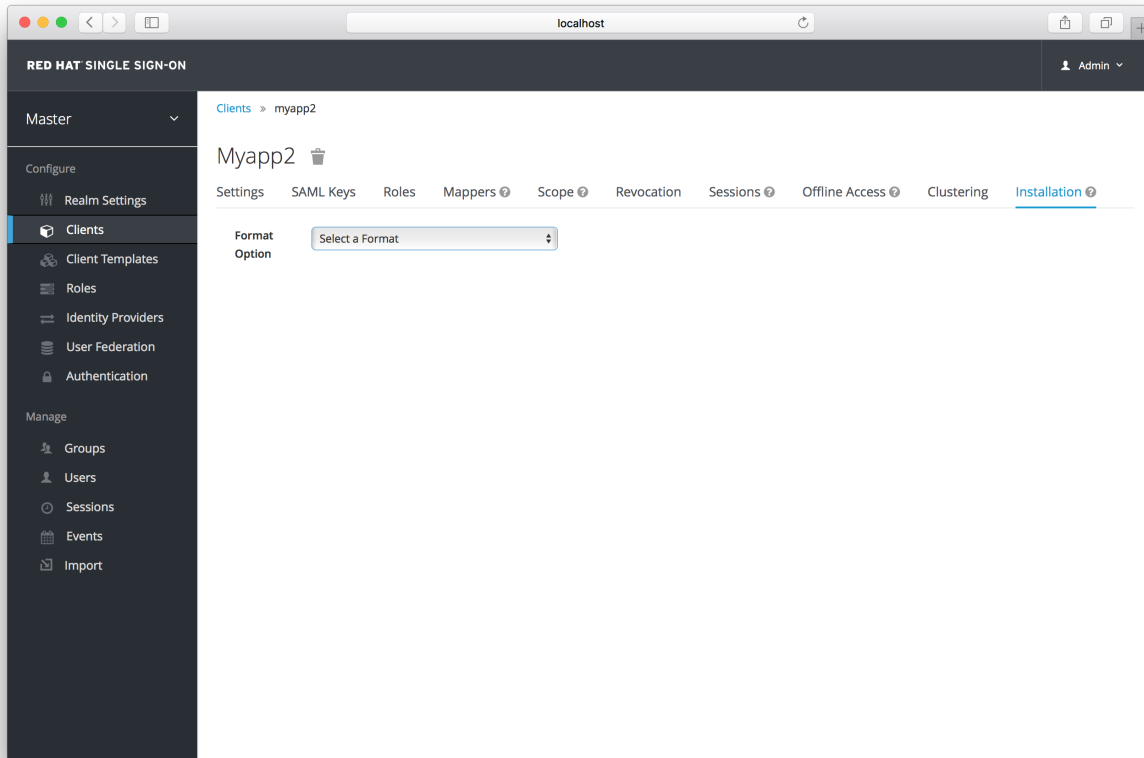 localhost
RED HAT SINGLE SIGN-ON
Admin
Master
Configure
Realm Settings
Clients
Client Templates
Roles
Identity Providers
User Federation
Authentication
Manage
Groups
Users
Sessions
Events
Import
Clients » myapp2
Myapp2
Settings SAML Keys Roles Mappers Scope Revocation Sessions Offline Access Clustering Installation
Format
Option
Select a Format